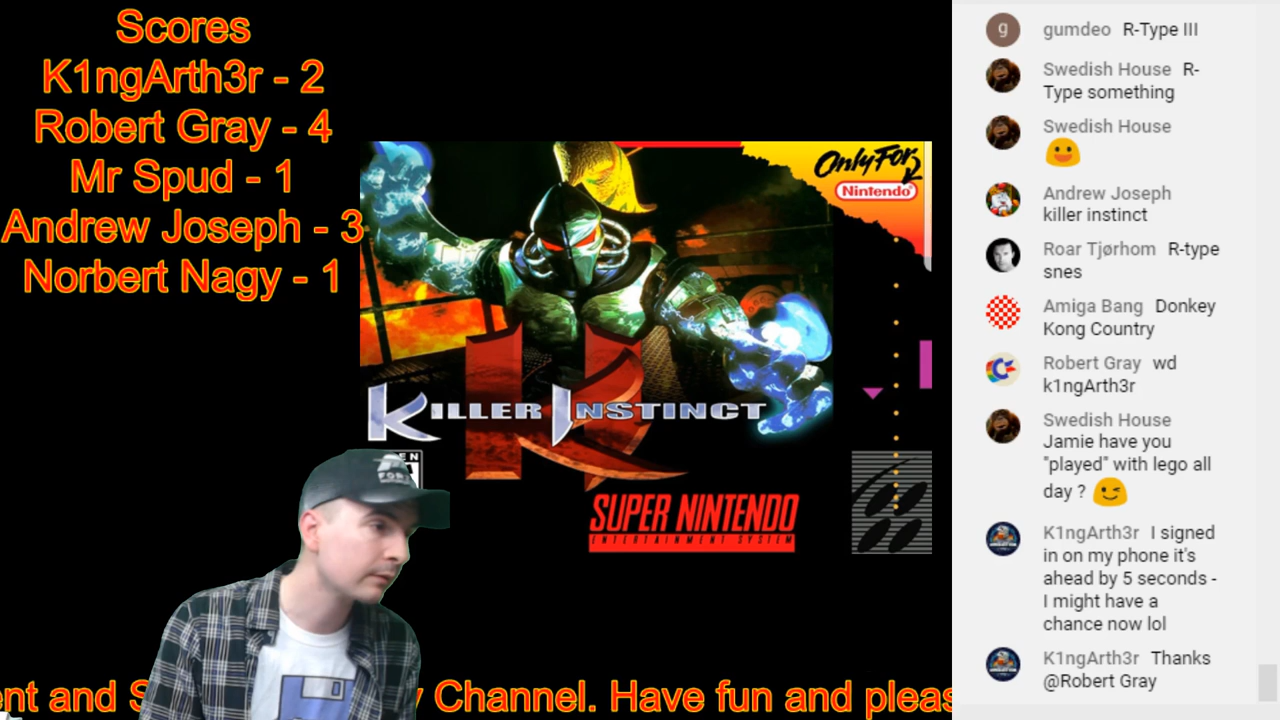 Scores
K1ngArth3r - 2
Robert Gray - 4
Mr Spud - 1
Andrew Joseph - 3
Norbert Nagy - 1
Only For
Nintendo
KILLER INSTINCT
SUPER NINTENDO
ENTERTAINMENT SYSTEM
ent and S
y Channel. Have fun and pleas
g
gumdeo R-Type III
Swedish House R-
Type something
Swedish House
😃
Andrew Joseph
killer instinct
Roar Tjørhom R-type
snes
Amiga Bang Donkey
Kong Country
Robert Gray wd
k1ngArth3r
Swedish House
Jamie have you
"played" with lego all
day ? 😉
K1ngArth3r I signed
in on my phone it's
ahead by 5 seconds -
I might have a
chance now lol
K1ngArth3r Thanks
@Robert Gray